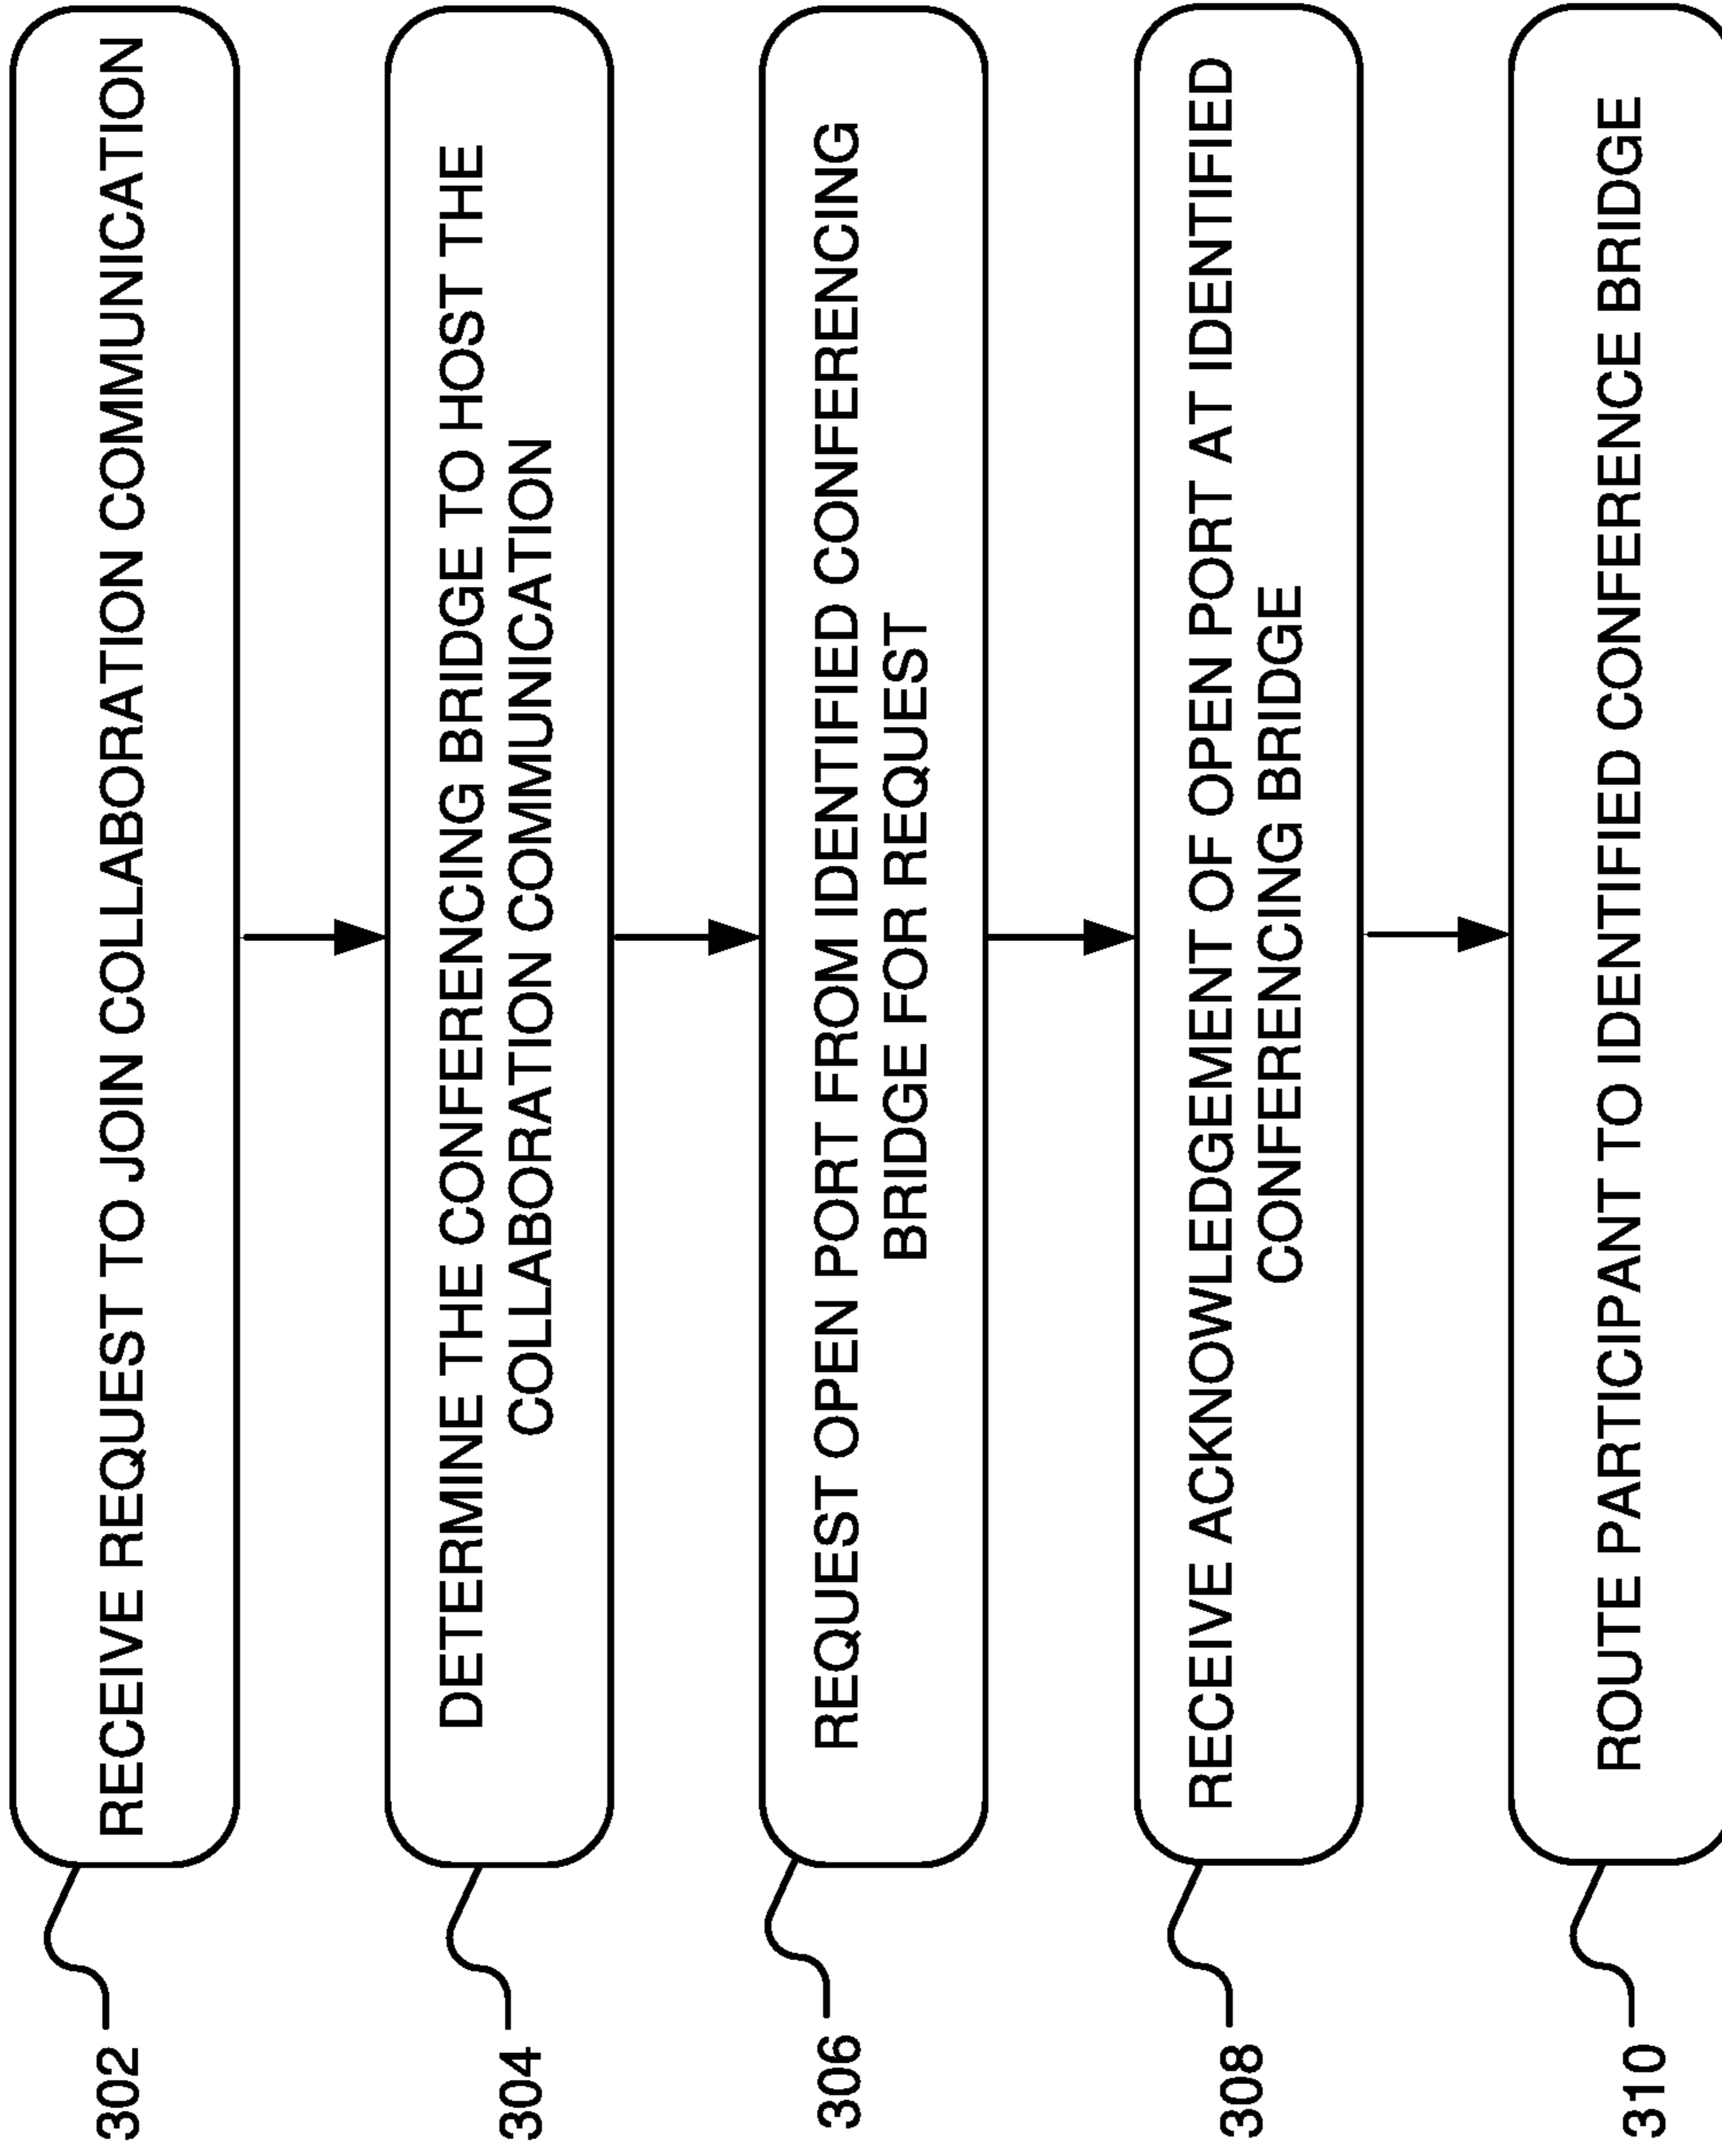 302
RECEIVE REQUEST TO JOIN COLLABORATION COMMUNICATION
304
DETERMINE THE CONFERENCING BRIDGE TO HOST THE
COLLABORATION COMMUNICATION
306
REQUEST OPEN PORT FROM IDENTIFIED CONFERENCING
BRIDGE FOR REQUEST
308
RECEIVE ACKNOWLEDGEMENT OF OPEN PORT AT IDENTIFIED
CONFERENCING BRIDGE
310
ROUTE PARTICIPANT TO IDENTIFIED CONFERENCE BRIDGE